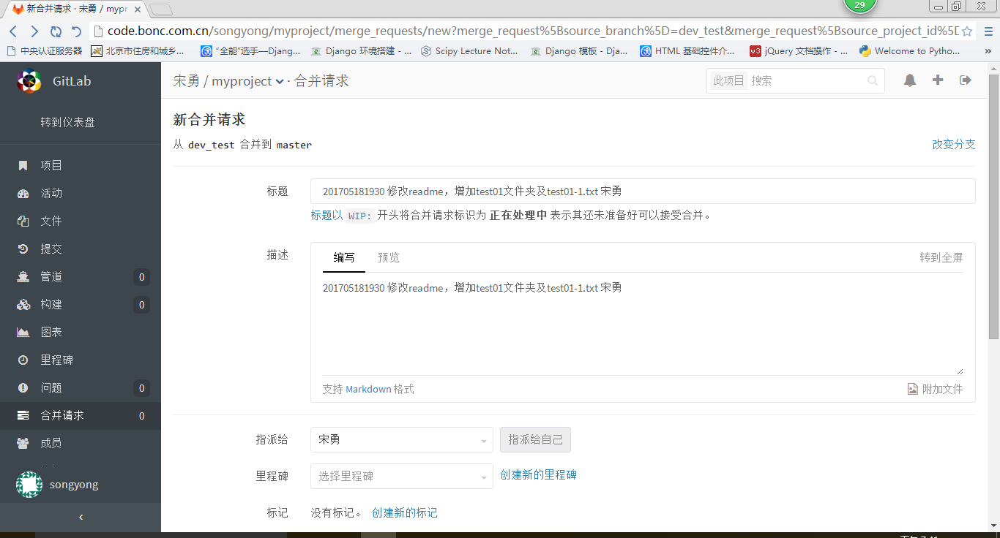 29
新合并请求 · 宋勇 / mypr
code.bonc.com.cn/songyong/myproject/merge_requests/new?merge_request%5Bsource_branch%5D=dev_test&merge_request%5Bsource_project_id%5D
中央认证服务器 北京市住房和城乡... “全能”选手—Djang... Django 环境搭建 - ... Scipy Lecture Not... Django 模板 - Dja... HTML 基础控件介... jQuery 文档操作 - ... Welcome to Pytho... »
GitLab
宋勇 / myproject · 合并请求
此项目 搜索
转到仪表盘
项目
活动
文件
提交
管道 0
构建 0
图表
里程碑
问题 0
合并请求 0
成员
songyong
新合并请求
从 dev_test 合并到 master
改变分支
标题
201705181930 修改readme，增加test01文件夹及test01-1.txt 宋勇
标题以 WIP: 开头将合并请求标识为 正在处理中 表示其还未准备好可以接受合并。
描述
编写 预览 转到全屏
201705181930 修改readme，增加test01文件夹及test01-1.txt 宋勇
支持 Markdown 格式 附加文件
指派给 宋勇 指派给自己
里程碑 选择里程碑 创建新的里程碑
标记 没有标记。 创建新的标记